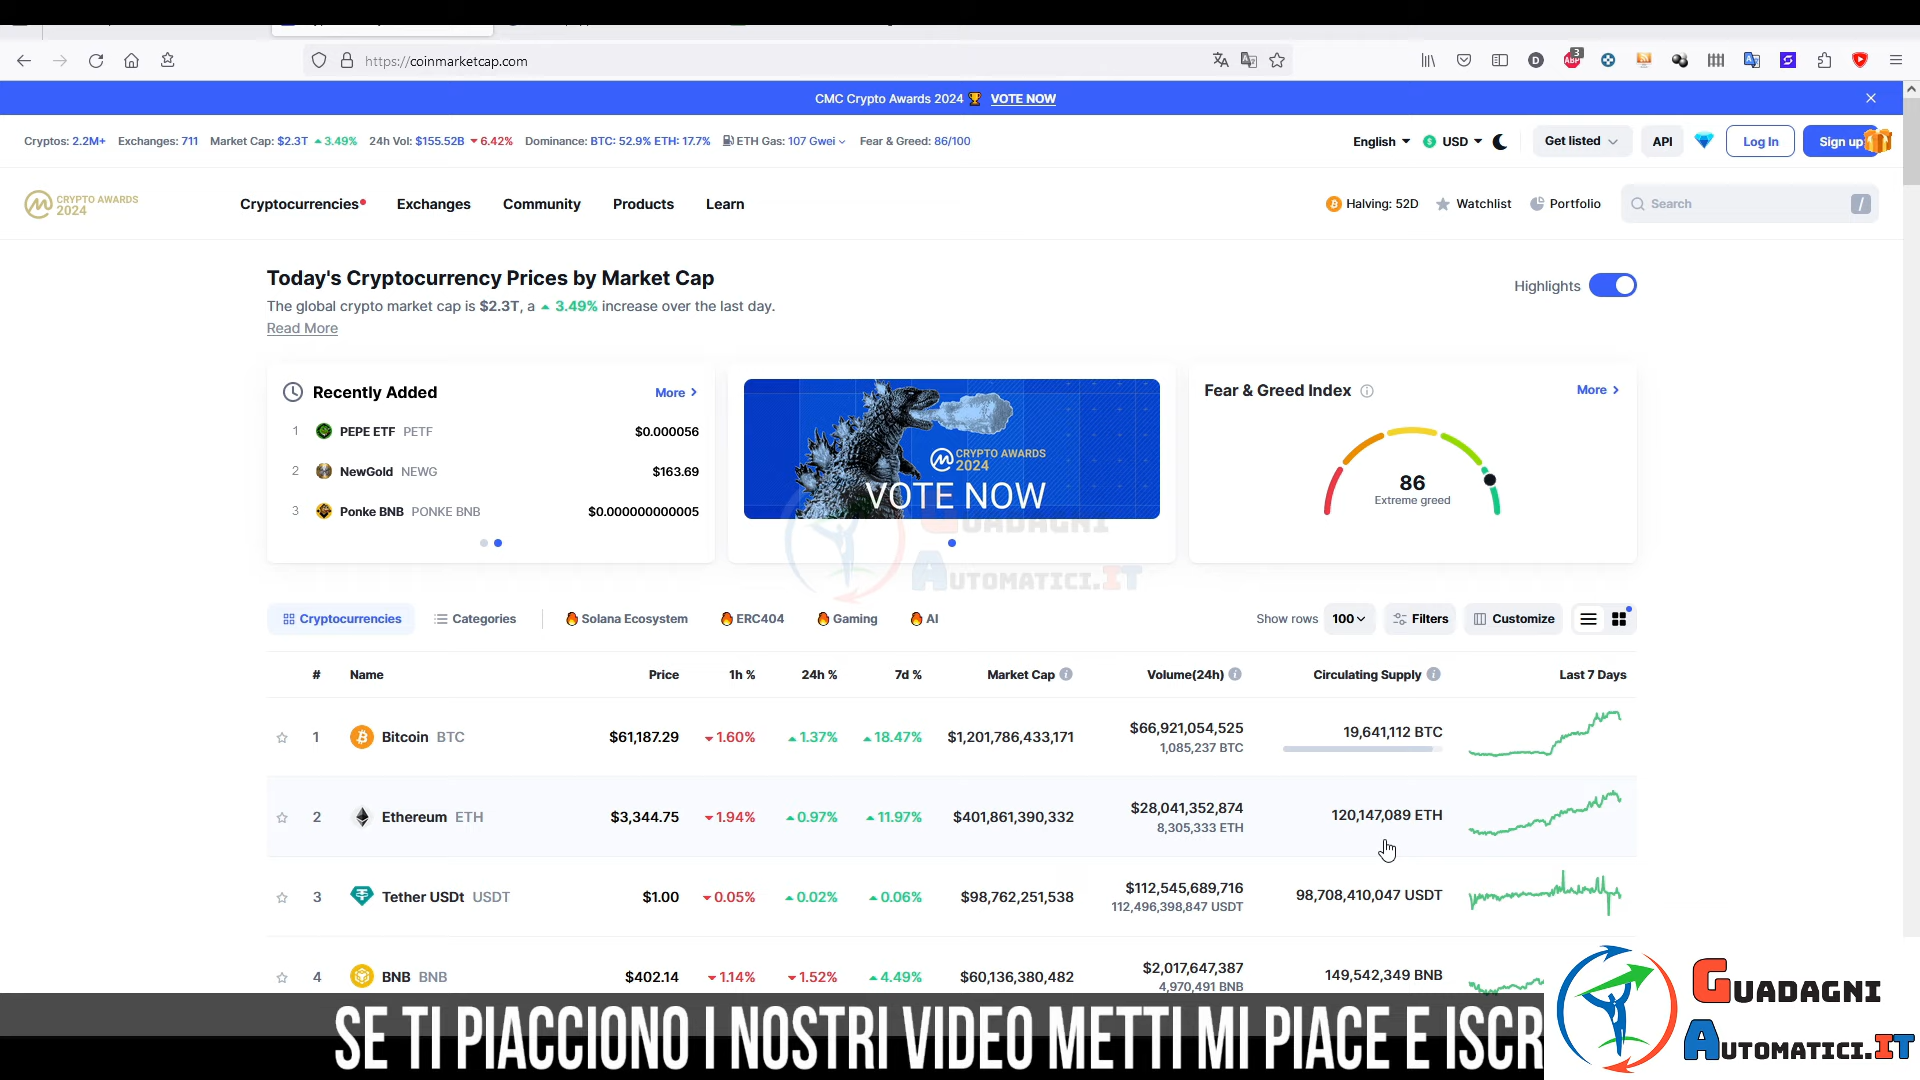 https://coinmarketcap.com
3
CMC Crypto Awards 2024 VOTE NOW
Cryptos: 2.2M+ Exchanges: 711 Market Cap: $2.3T 3.49% 24h Vol: $155.52B 6.42% Dominance: BTC: 52.9% ETH: 17.7% ETH Gas: 107 Gwei Fear & Greed: 86/100
English USD Get listed API Log In Sign up
CRYPTO AWARDS
2024
Cryptocurrencies Exchanges Community Products Learn
Halving: 52D Watchlist Portfolio Search /
Today's Cryptocurrency Prices by Market Cap
Highlights
The global crypto market cap is $2.3T, a 3.49% increase over the last day.
Read More
Recently Added More >
1 PEPE ETF PETF $0.000056
2 NewGold NEWG $163.69
3 Ponke BNB PONKE BNB $0.000000000005
CRYPTO AWARDS
2024
VOTE NOW
Fear & Greed Index More >
86
Extreme greed
GUADAGNI
AUTOMATICI.IT
Cryptocurrencies Categories Solana Ecosystem ERC404 Gaming AI
Show rows 100 Filters Customize
# Name Price 1h % 24h % 7d % Market Cap Volume(24h) Circulating Supply Last 7 Days
1 Bitcoin BTC $61,187.29 1.60% 1.37% 18.47% $1,201,786,433,171 $66,921,054,525 19,641,112 BTC
1,085,237 BTC
2 Ethereum ETH $3,344.75 1.94% 0.97% 11.97% $401,861,390,332 $28,041,352,874 120,147,089 ETH
8,305,333 ETH
3 Tether USDt USDT $1.00 0.05% 0.02% 0.06% $98,762,251,538 $112,545,689,716 98,708,410,047 USDT
112,496,398,847 USDT
4 BNB BNB $402.14 1.14% 1.52% 4.49% $60,136,380,482 $2,017,647,387 149,542,349 BNB
4,970,491 BNB
SE TI PIACCIONO I NOSTRI VIDEO METTI MI PIACE E ISCR
GUADAGNI
AUTOMATICI.IT